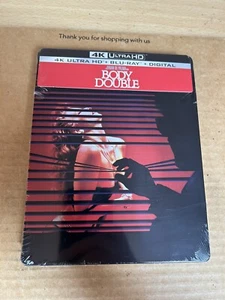 Thank you for shopping with us
4K ULTRA HD
4K ULTRA HD + BLU-RAY + DIGITAL
BODY
DOUBLE